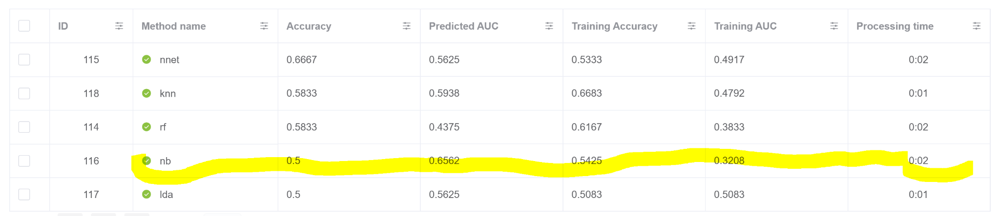 ID Method name Accuracy Predicted AUC Training Accuracy Training AUC Processing time
115 nnet 0.6667 0.5625 0.5333 0.4917 0:02
118 knn 0.5833 0.5938 0.6683 0.4792 0:01
114 rf 0.5833 0.4375 0.6167 0.3833 0:02
116 nb 0.5 0.6562 0.5425 0.3208 0:02
117 lda 0.5 0.5625 0.5083 0.5083 0:01